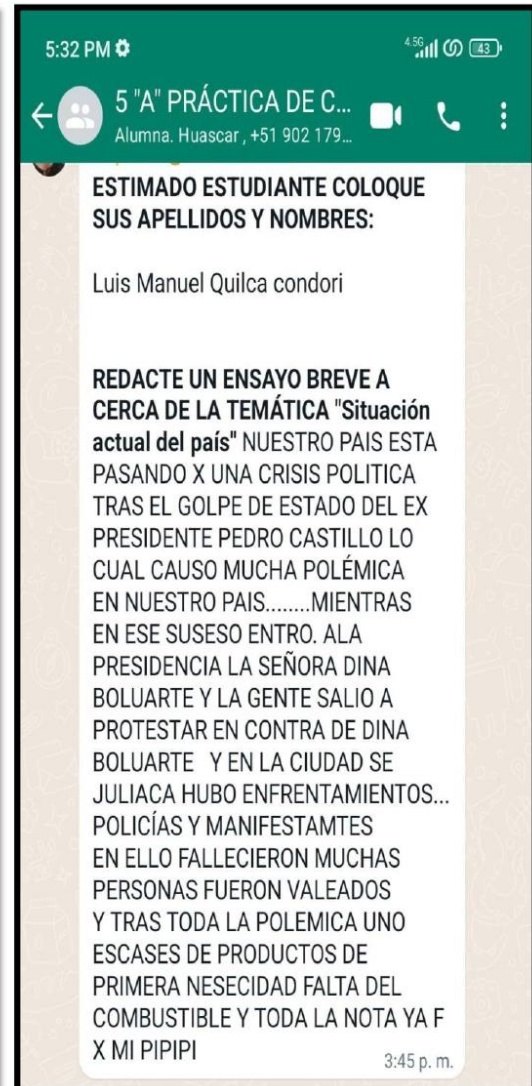 5:32 PM
4.5G
43
5 "A" PRÁCTICA DE C...
Alumna. Huascar , +51 902 179...
ESTIMADO ESTUDIANTE COLOQUE
SUS APELLIDOS Y NOMBRES:
Luis Manuel Quilca condori
REDACTE UN ENSAYO BREVE A
CERCA DE LA TEMÁTICA "Situación
actual del país" NUESTRO PAIS ESTA
PASANDO X UNA CRISIS POLITICA
TRAS EL GOLPE DE ESTADO DEL EX
PRESIDENTE PEDRO CASTILLO LO
CUAL CAUSO MUCHA POLÉMICA
EN NUESTRO PAIS........MIENTRAS
EN ESE SUSESO ENTRO. ALA
PRESIDENCIA LA SEÑORA DINA
BOLUARTE Y LA GENTE SALIO A
PROTESTAR EN CONTRA DE DINA
BOLUARTE   Y EN LA CIUDAD SE
JULIACA HUBO ENFRENTAMIENTOS...
POLICÍAS Y MANIFESTAMTES
EN ELLO FALLECIERON MUCHAS
PERSONAS FUERON VALEADOS
Y TRAS TODA LA POLEMICA UNO
ESCASES DE PRODUCTOS DE
PRIMERA NESECIDAD FALTA DEL
COMBUSTIBLE Y TODA LA NOTA YA F
X MI PIPIPI
3:45 p. m.